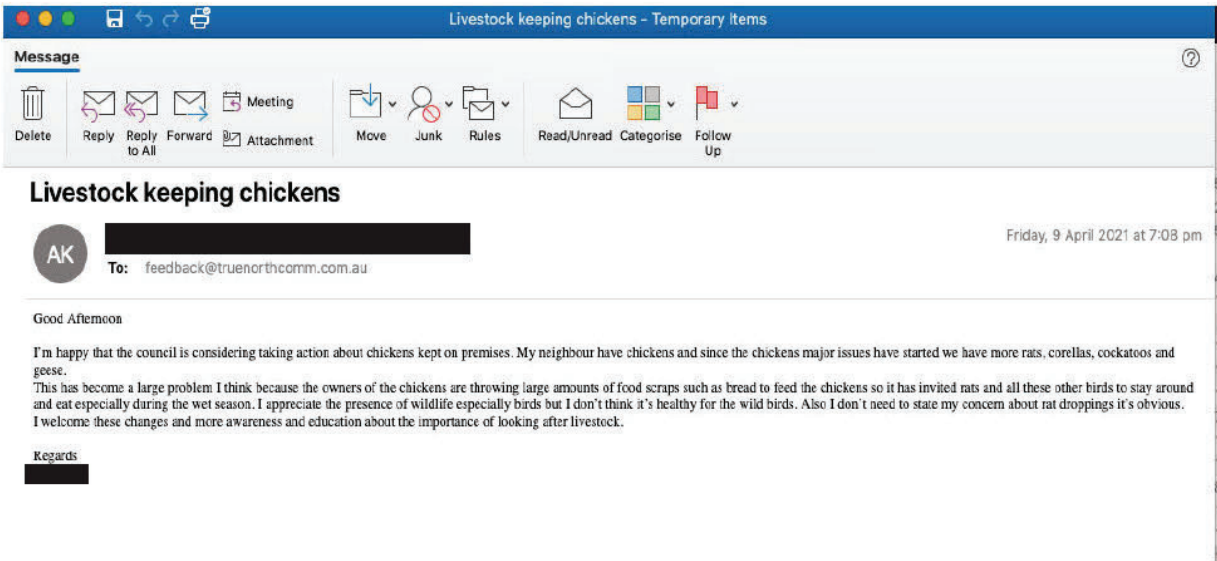 Livestock keeping chickens - Temporary Items
Message
Delete
Reply
Reply to All
Forward
Meeting
Attachment
Move
Junk
Rules
Read/Unread
Categorise
Follow Up
Livestock keeping chickens
AK
Friday, 9 April 2021 at 7:08 pm
To: feedback@truenorthcomm.com.au
Good Afternoon
I'm happy that the council is considering taking action about chickens kept on premises. My neighbour have chickens and since the chickens major issues have started we have more rats, corellas, cockatoos and
geese.
This has become a large problem I think because the owners of the chickens are throwing large amounts of food scraps such as bread to feed the chickens so it has invited rats and all these other birds to stay around
and eat especially during the wet season. I appreciate the presence of wildlife especially birds but I don't think it's healthy for the wild birds. Also I don't need to state my concern about rat droppings it's obvious.
I welcome these changes and more awareness and education about the importance of looking after livestock.
Regards